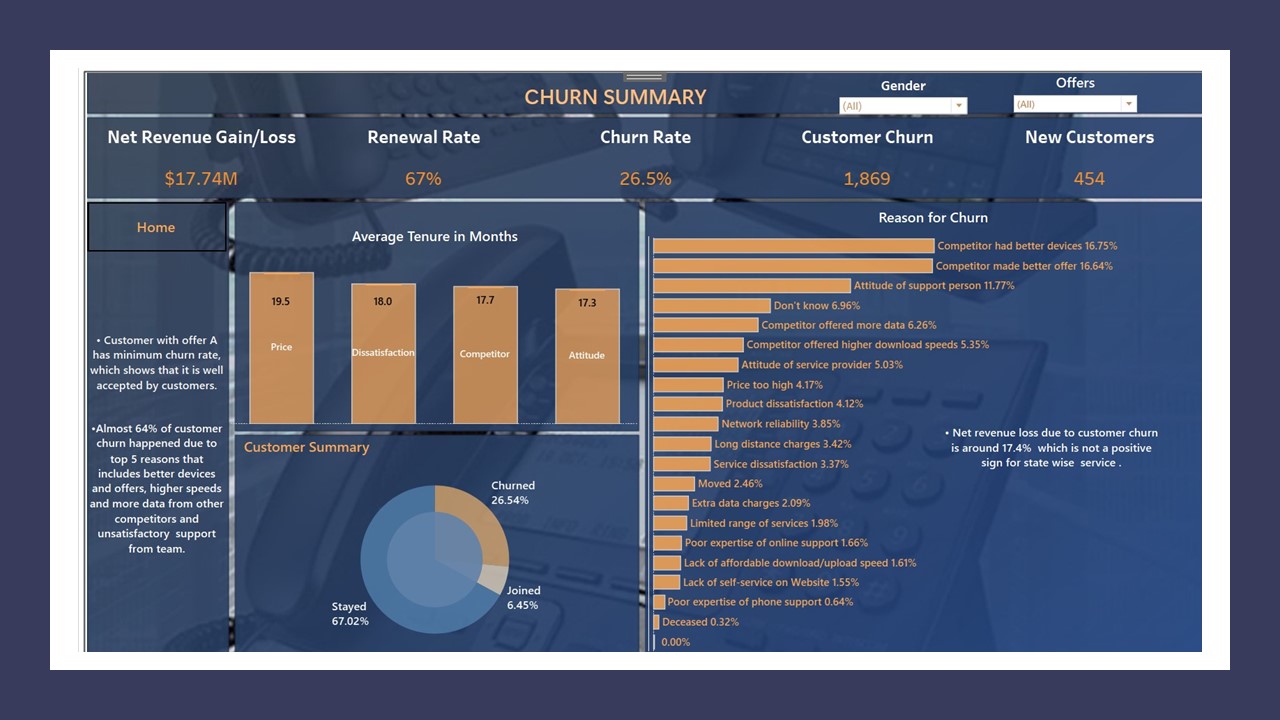 CHURN SUMMARY
Gender
(All)
Offers
(All)
Net Revenue Gain/Loss
$17.74M
Renewal Rate
67%
Churn Rate
26.5%
Customer Churn
1,869
New Customers
454
Home
• Customer with offer A
has minimum churn rate,
which shows that it is well
accepted by customers.
•Almost 64% of customer
churn happened due to
top 5 reasons that
includes better devices
and offers, higher speeds
and more data from other
competitors and
unsatisfactory support
from team.
Average Tenure in Months
19.5
18.0
17.7
17.3
Price
Dissatisfaction
Competitor
Attitude
Customer Summary
Churned
26.54%
Joined
6.45%
Stayed
67.02%
Reason for Churn
Competitor had better devices 16.75%
Competitor made better offer 16.64%
Attitude of support person 11.77%
Don't know 6.96%
Competitor offered more data 6.26%
Competitor offered higher download speeds 5.35%
Attitude of service provider 5.03%
Price too high 4.17%
Product dissatisfaction 4.12%
Network reliability 3.85%
Long distance charges 3.42%
Service dissatisfaction 3.37%
Moved 2.46%
Extra data charges 2.09%
Limited range of services 1.98%
Poor expertise of online support 1.66%
Lack of affordable download/upload speed 1.61%
Lack of self-service on Website 1.55%
Poor expertise of phone support 0.64%
Deceased 0.32%
0.00%
• Net revenue loss due to customer churn
is around 17.4% which is not a positive
sign for state wise service .